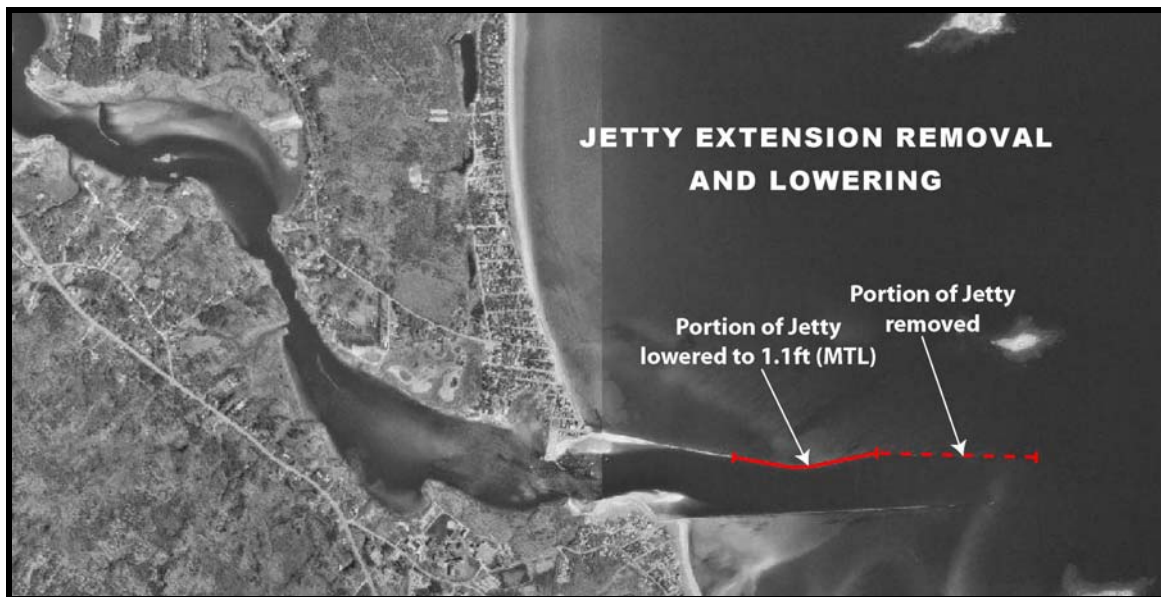 JETTY EXTENSION REMOVAL
AND LOWERING
Portion of Jetty
removed
Portion of Jetty
lowered to 1.1ft (MTL)